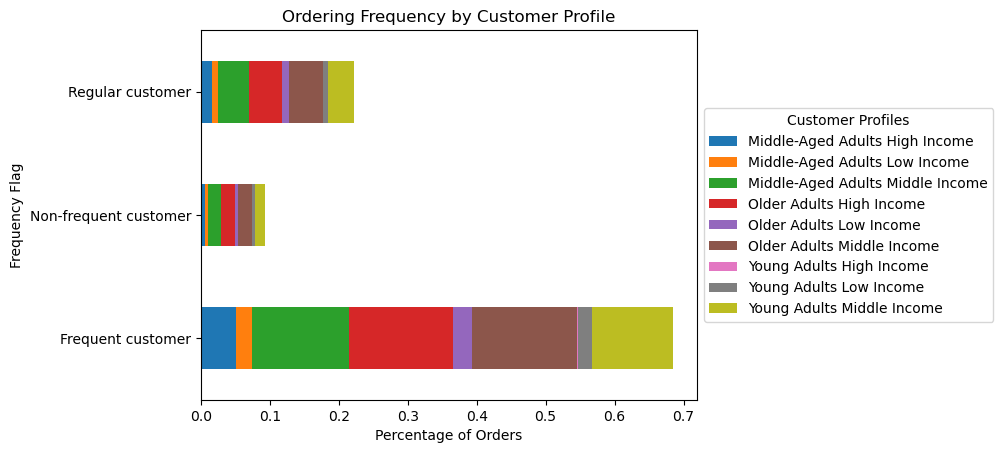 Ordering Frequency by Customer Profile
Frequency Flag
Regular customer
Non-frequent customer
Frequent customer
0.0 0.1 0.2 0.3 0.4 0.5 0.6 0.7
Percentage of Orders
Customer Profiles
Middle-Aged Adults High Income
Middle-Aged Adults Low Income
Middle-Aged Adults Middle Income
Older Adults High Income
Older Adults Low Income
Older Adults Middle Income
Young Adults High Income
Young Adults Low Income
Young Adults Middle Income